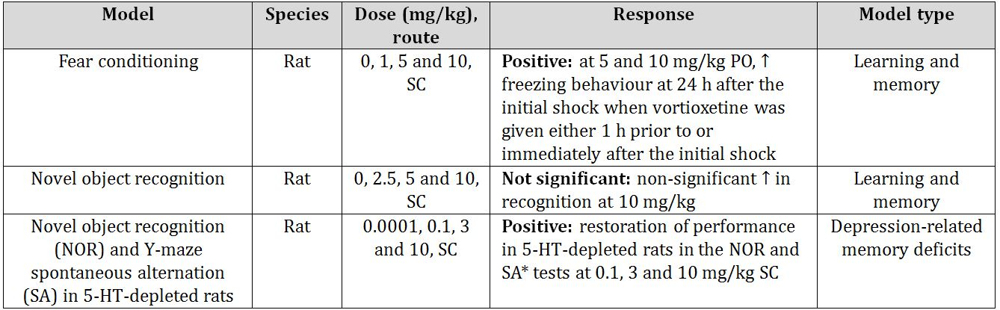 Model
Species
Dose (mg/kg),
route
Response
Model type
Fear conditioning
Rat
0, 1, 5 and 10,
SC
Positive: at 5 and 10 mg/kg PO, ↑
freezing behaviour at 24 h after the
initial shock when vortioxetine was
given either 1 h prior to or
immediately after the initial shock
Learning and
memory
Novel object recognition
Rat
0, 2.5, 5 and 10,
SC
Not significant: non-significant ↑ in
recognition at 10 mg/kg
Learning and
memory
Novel object recognition
(NOR) and Y-maze
spontaneous alternation
(SA) in 5-HT-depleted rats
Rat
0.0001, 0.1, 3
and 10, SC
Positive: restoration of performance
in 5-HT-depleted rats in the NOR and
SA* tests at 0.1, 3 and 10 mg/kg SC
Depression-related
memory deficits